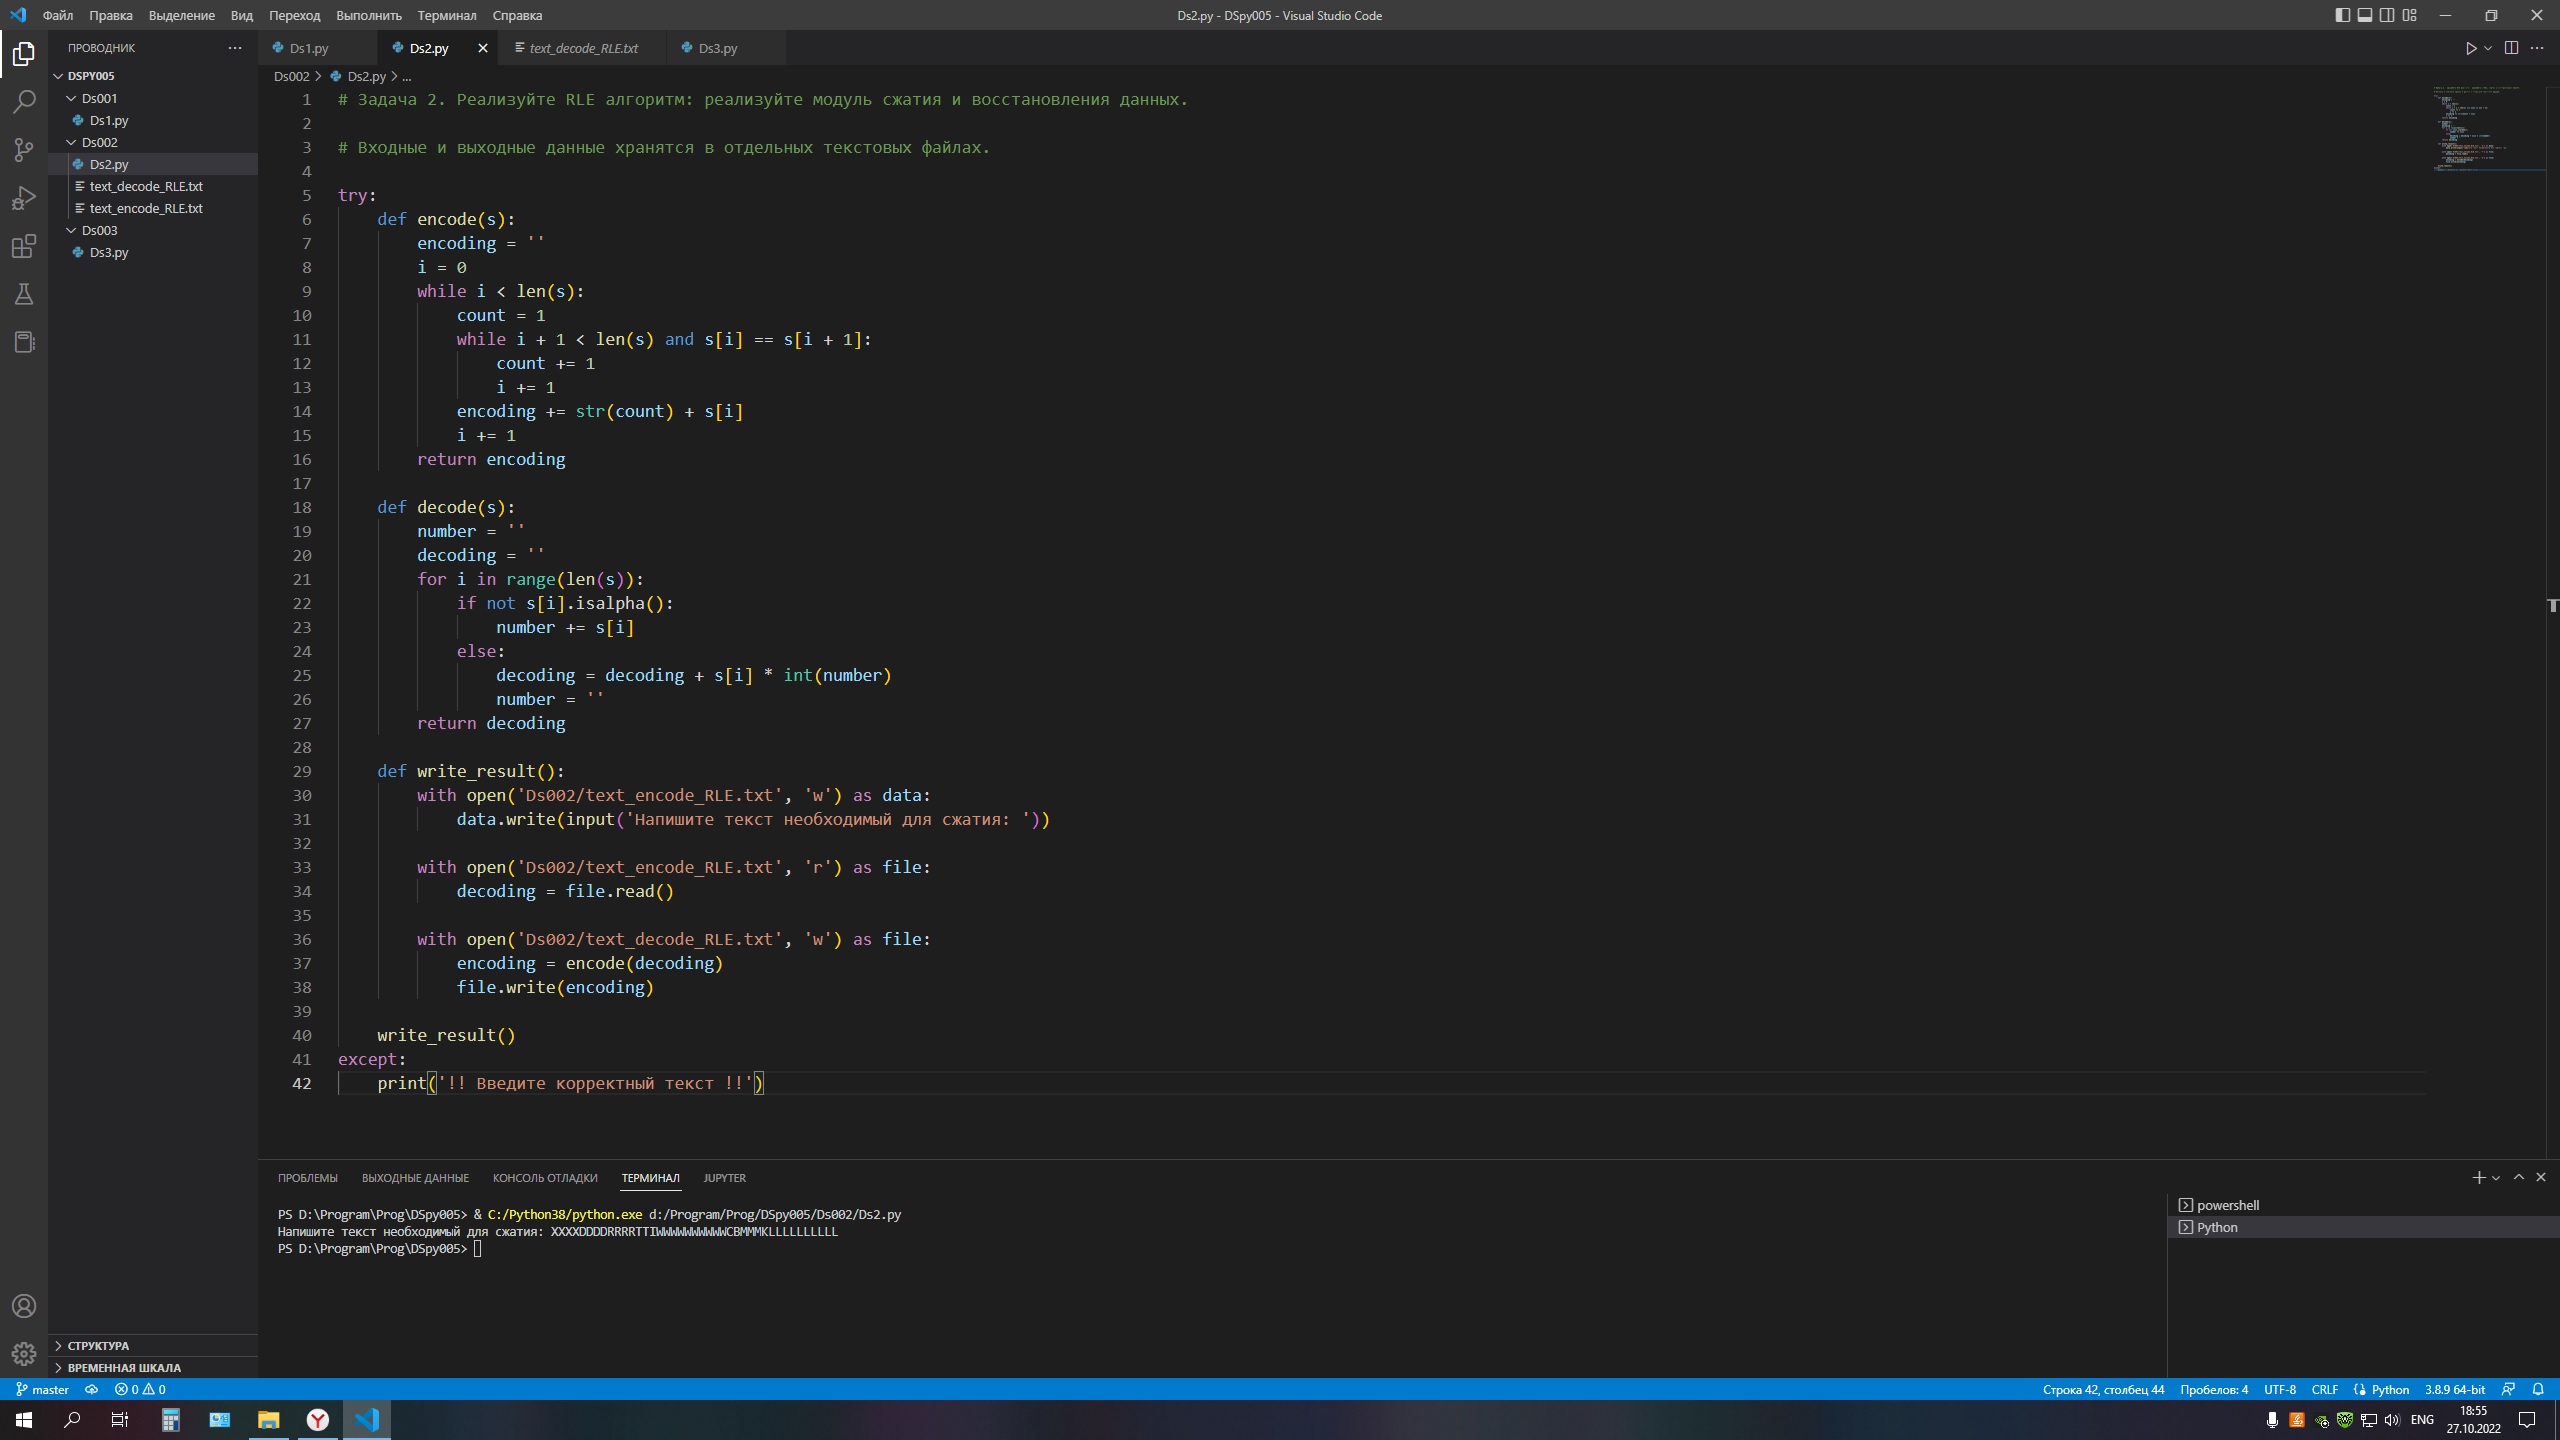 Файл Правка Выделение Вид Переход Выполнить Терминал Справка
Ds2.py - DSpy005 - Visual Studio Code
ПРОВОДНИК
DSPY005
Ds001
Ds1.py
Ds002
Ds2.py
text_decode_RLE.txt
text_encode_RLE.txt
Ds003
Ds3.py
СТРУКТУРА
ВРЕМЕННАЯ ШКАЛА
Ds1.py Ds2.py text_decode_RLE.txt Ds3.py
Ds002 > Ds2.py > ...
1 # Задача 2. Реализуйте RLE алгоритм: реализуйте модуль сжатия и восстановления данных.
2
3 # Входные и выходные данные хранятся в отдельных текстовых файлах.
4
5 try:
6     def encode(s):
7         encoding = ''
8         i = 0
9         while i < len(s):
10             count = 1
11             while i + 1 < len(s) and s[i] == s[i + 1]:
12                 count += 1
13                 i += 1
14             encoding += str(count) + s[i]
15             i += 1
16         return encoding
17
18     def decode(s):
19         number = ''
20         decoding = ''
21         for i in range(len(s)):
22             if not s[i].isalpha():
23                 number += s[i]
24             else:
25                 decoding = decoding + s[i] * int(number)
26                 number = ''
27         return decoding
28
29     def write_result():
30         with open('Ds002/text_encode_RLE.txt', 'w') as data:
31             data.write(input('Напишите текст необходимый для сжатия: '))
32
33         with open('Ds002/text_encode_RLE.txt', 'r') as file:
34             decoding = file.read()
35
36         with open('Ds002/text_decode_RLE.txt', 'w') as file:
37             encoding = encode(decoding)
38             file.write(encoding)
39
40     write_result()
41 except:
42     print('!! Введите корректный текст !!')
ПРОБЛЕМЫ ВЫХОДНЫЕ ДАННЫЕ КОНСОЛЬ ОТЛАДКИ ТЕРМИНАЛ JUPYTER
PS D:\Program\Prog\DSpy005> & C:/Python38/python.exe d:/Program/Prog/DSpy005/Ds002/Ds2.py
Напишите текст необходимый для сжатия:
PS D:\Program\Prog\DSpy005>
powershell
Python
master 0 0
Строка 42, столбец 44 Пробелов: 4 UTF-8 CRLF Python 3.8.9 64-bit
ENG
18:55
27.10.2022